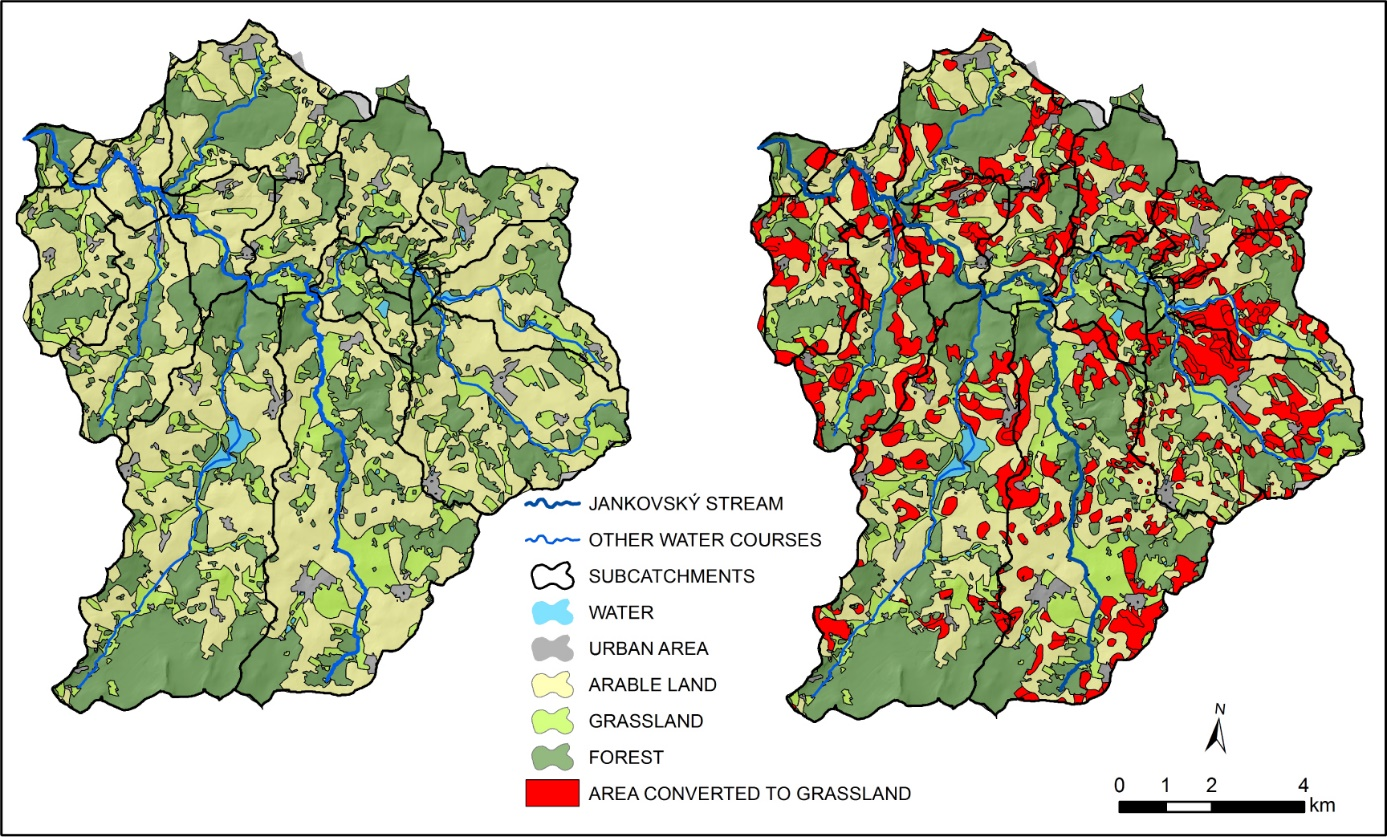 JANKOVSKÝ STREAM
OTHER WATER COURSES
SUBCATCHMENTS
WATER
URBAN AREA
ARABLE LAND
GRASSLAND
FOREST
AREA CONVERTED TO GRASSLAND
N
0 1 2 4
km